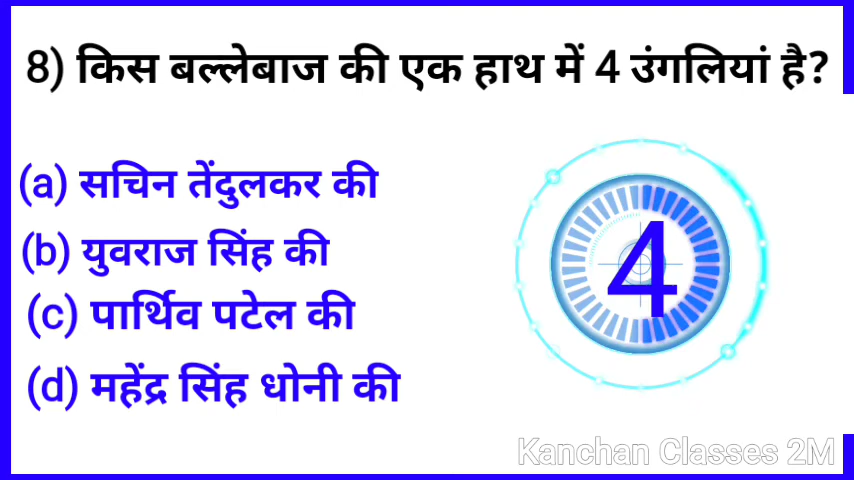 8) किस बल्लेबाज की एक हाथ में 4 उंगलियां है?
(a) सचिन तेंदुलकर की
(b) युवराज सिंह की
(c) पार्थिव पटेल की
(d) महेंद्र सिंह धोनी की
4
Kanchan Classes 2M